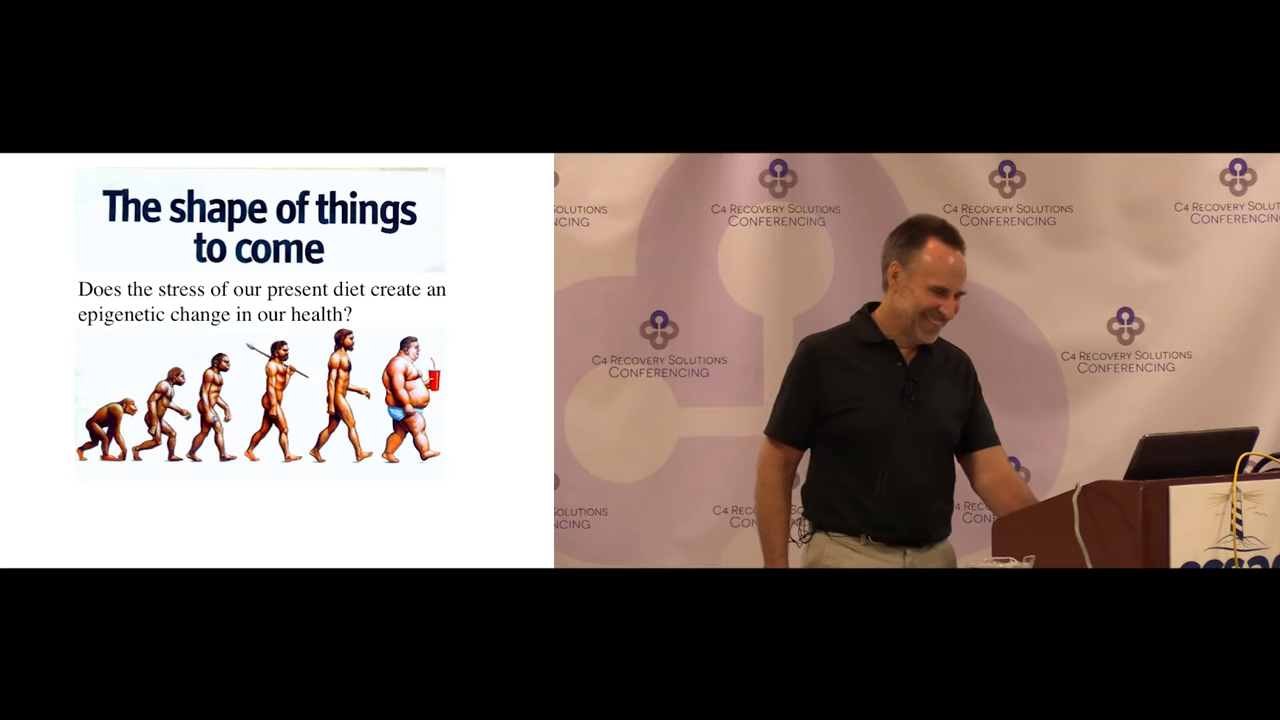 The shape of things
to come
Does the stress of our present diet create an
epigenetic change in our health?
SOLUTIONS
C4 RECOVERY SOLUTIONS
CONFERENCING
C4 RECOVERY SOLUTIONS
CONFERENCING
C4 RECOVERY SOLUTIONS
C4 RECOVERY SOLUTIONS
CONFERENCING
C4 RECOVERY SOLUTIONS
CONFERENCING
SOLUTIONS